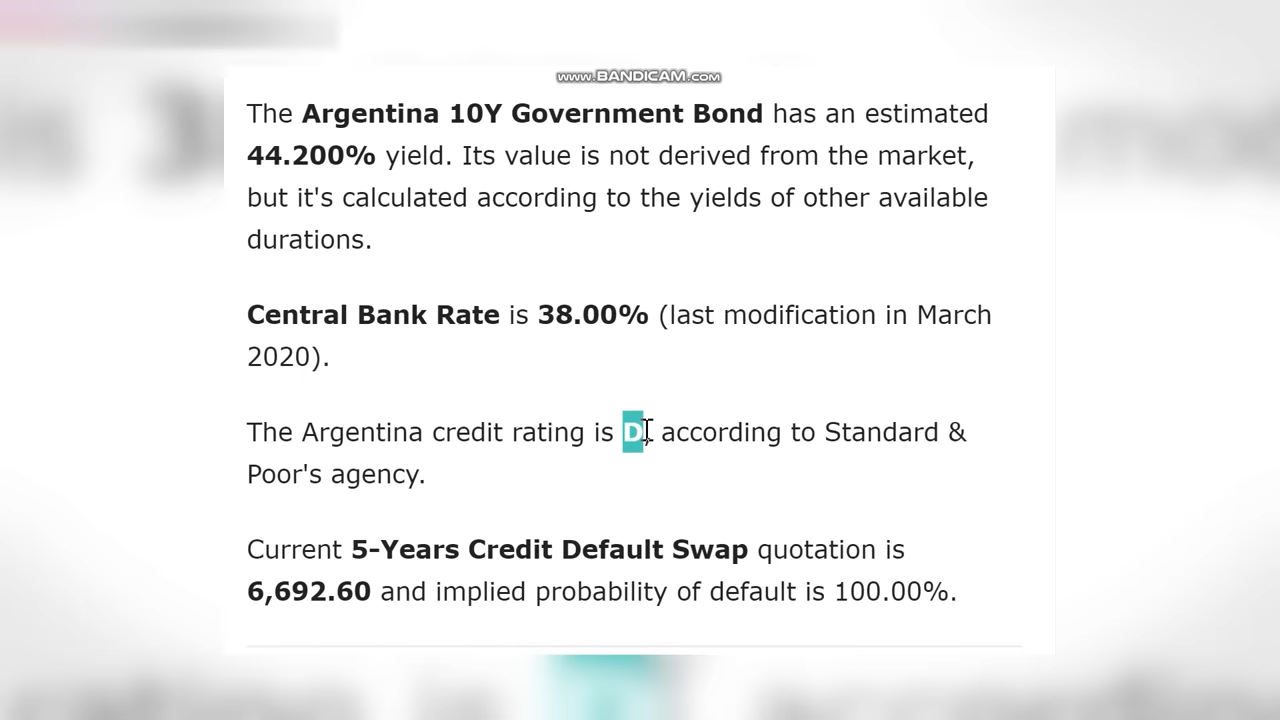 www.BANDICAM.com
The Argentina 10Y Government Bond has an estimated
44.200% yield. Its value is not derived from the market,
but it's calculated according to the yields of other available
durations.
Central Bank Rate is 38.00% (last modification in March
2020).
The Argentina credit rating is D, according to Standard &
Poor's agency.
Current 5-Years Credit Default Swap quotation is
6,692.60 and implied probability of default is 100.00%.